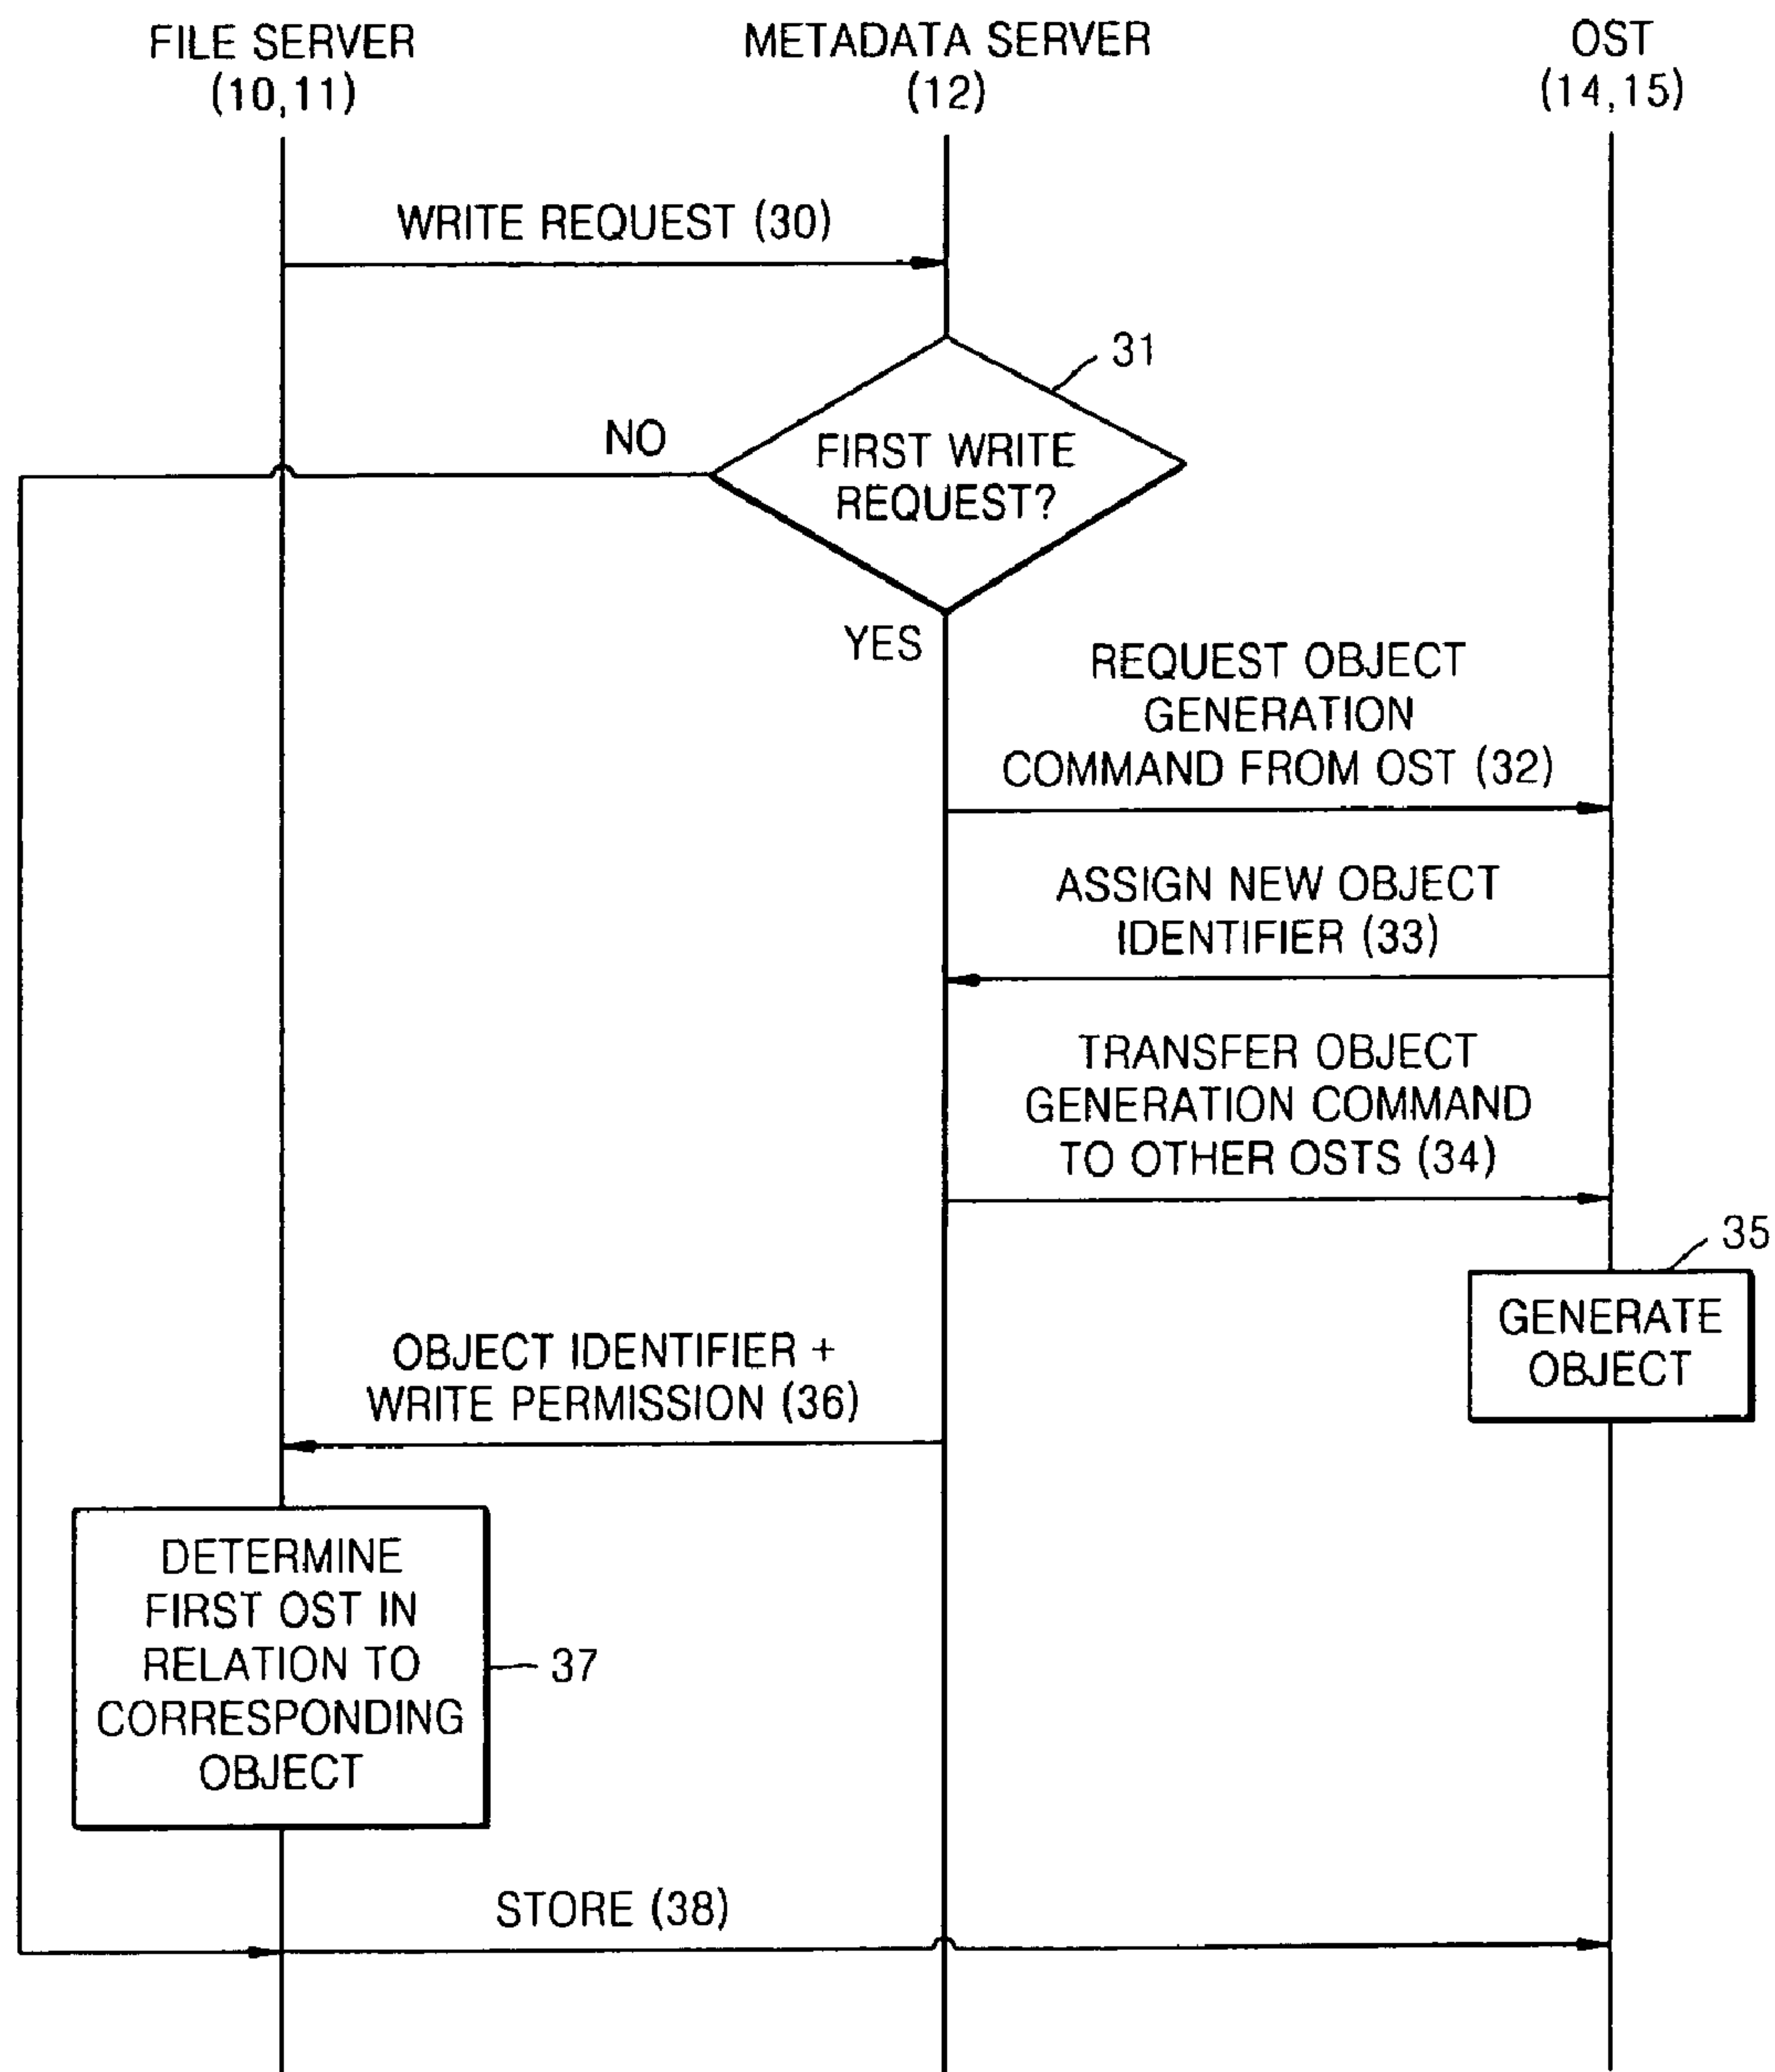 FILE SERVER
(10,11)
METADATA SERVER
(12)
OST
(14,15)
WRITE REQUEST (30)
31
NO
FIRST WRITE
REQUEST?
YES
REQUEST OBJECT
GENERATION
COMMAND FROM OST (32)
ASSIGN NEW OBJECT
IDENTIFIER (33)
TRANSFER OBJECT
GENERATION COMMAND
TO OTHER OSTS (34)
35
GENERATE
OBJECT
OBJECT IDENTIFIER +
WRITE PERMISSION (36)
DETERMINE
FIRST OST IN
RELATION TO
CORRESPONDING
OBJECT
37
STORE (38)